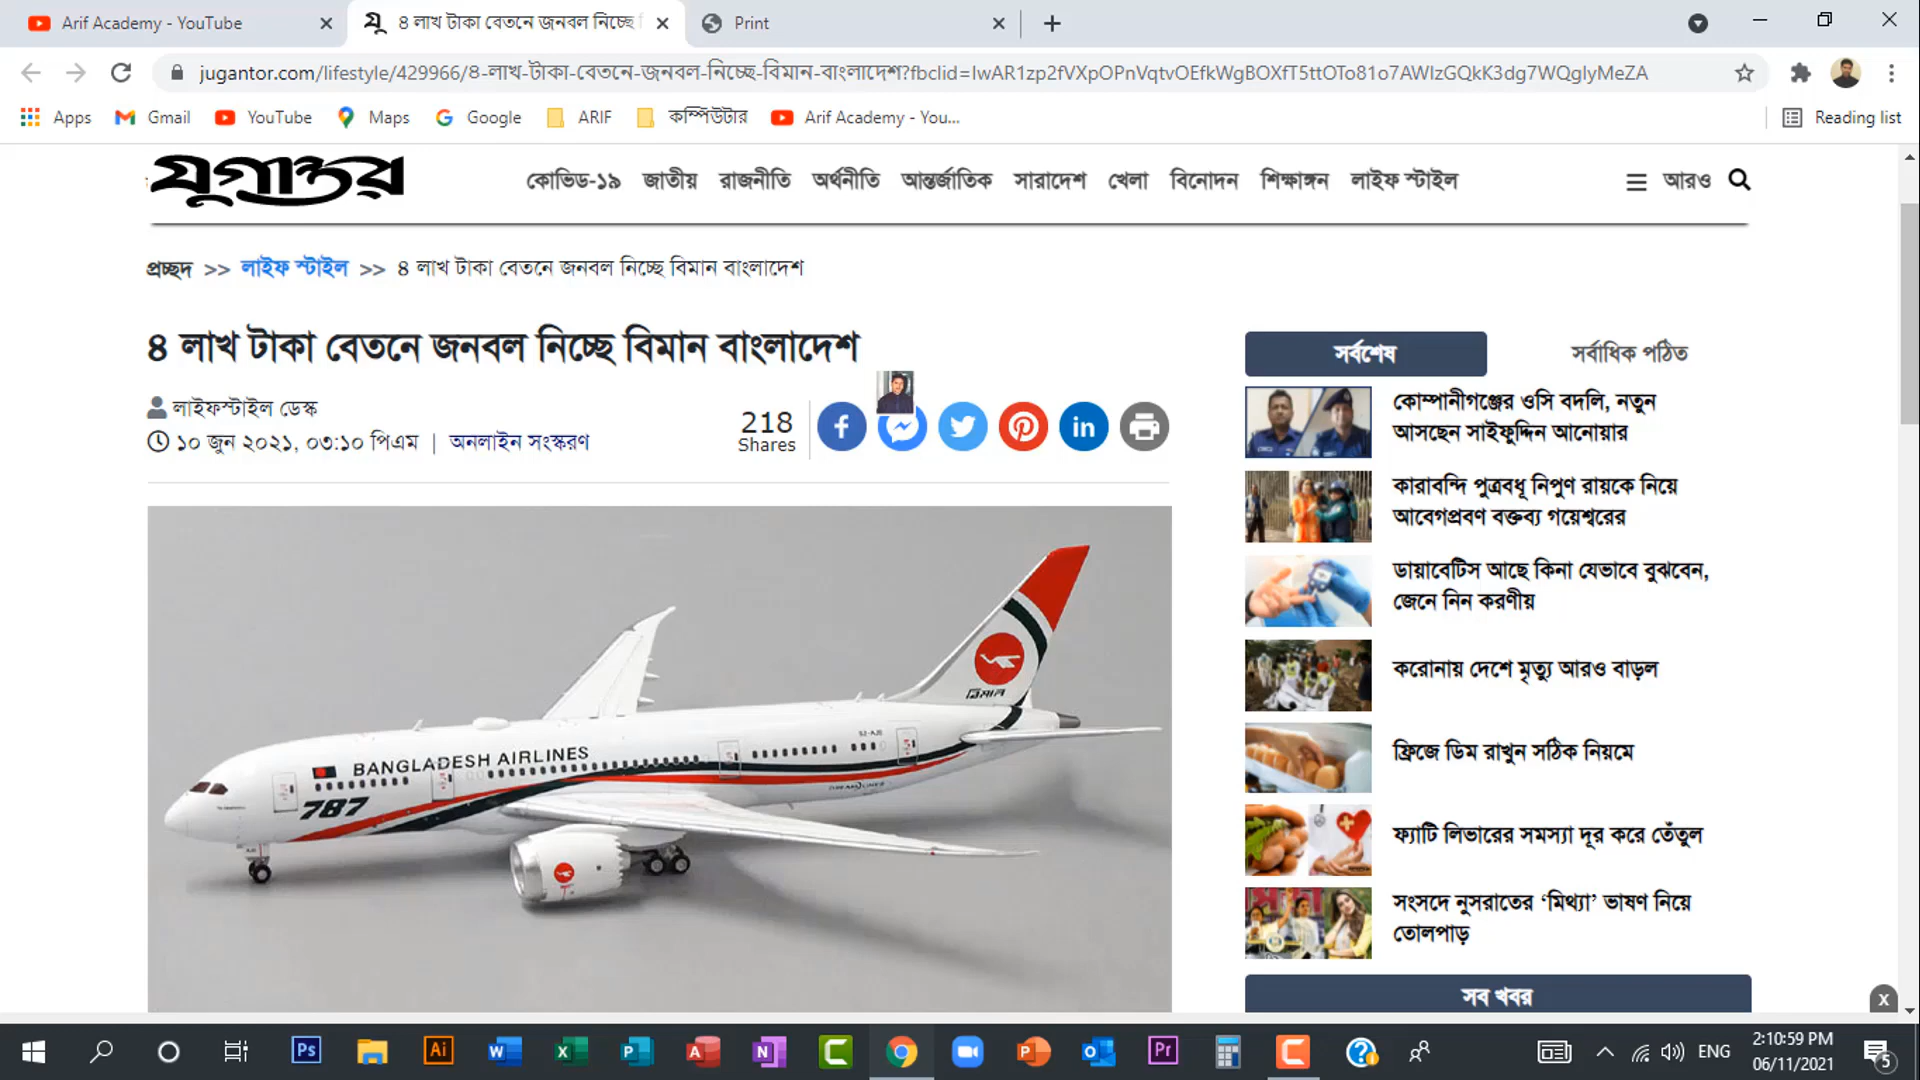 Arif Academy - YouTube
৪ লাখ টাকা বেতনে জনবল নিচ্ছে
Print
jugantor.com/lifestyle/429966/৪-লাখ-টাকা-বেতনে-জনবল-নিচ্ছে-বিমান-বাংলাদেশ?fbclid=IwAR1zp2fVXpOPnVqtvOEfkWgBOXfT5ttOTo81o7AWIzGQkK3dg7WQgIyMeZA
Apps Gmail YouTube Maps Google ARIF কম্পিউটার Arif Academy - You... Reading list
যুগান্তর
কোভিড-১৯ জাতীয় রাজনীতি অর্থনীতি আন্তর্জাতিক সারাদেশ খেলা বিনোদন শিক্ষাঙ্গন লাইফ স্টাইল আরও
প্রচ্ছদ >> লাইফ স্টাইল >> ৪ লাখ টাকা বেতনে জনবল নিচ্ছে বিমান বাংলাদেশ
৪ লাখ টাকা বেতনে জনবল নিচ্ছে বিমান বাংলাদেশ
লাইফস্টাইল ডেস্ক
১০ জুন ২০২১, ০৩:১০ পিএম | অনলাইন সংস্করণ
218
Shares
BANGLADESH AIRLINES
787
বিমান
S2-AJS
সর্বশেষ
সর্বাধিক পঠিত
কোম্পানীগঞ্জের ওসি বদলি, নতুন
আসছেন সাইফুদ্দিন আনোয়ার
কারাবন্দি পুত্রবধূ নিপুণ রায়কে নিয়ে
আবেগপ্রবণ বক্তব্য গয়েশ্বরের
ডায়াবেটিস আছে কিনা যেভাবে বুঝবেন,
জেনে নিন করণীয়
করোনায় দেশে মৃত্যু আরও বাড়ল
ফ্রিজে ডিম রাখুন সঠিক নিয়মে
ফ্যাটি লিভারের সমস্যা দূর করে তেঁতুল
সংসদে নুসরাতের ‘মিথ্যা’ ভাষণ নিয়ে
তোলপাড়
সব খবর
x
ENG
2:10:59 PM
06/11/2021
5